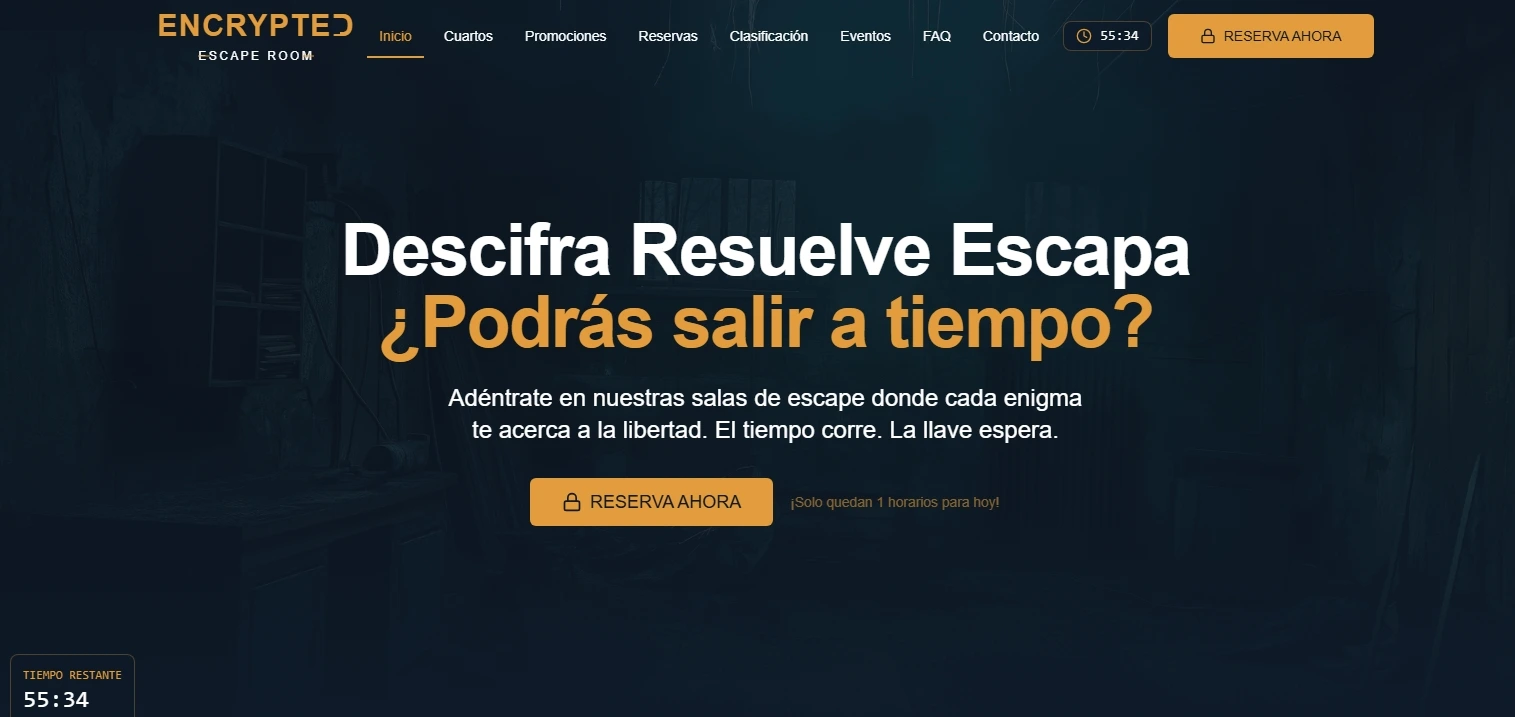 ENCRYPTED
ESCAPE ROOM
Inicio
Cuartos
Promociones
Reservas
Clasificación
Eventos
FAQ
Contacto
55:34
RESERVA AHORA
Descifra Resuelve Escapa
¿Podrás salir a tiempo?
Adéntrate en nuestras salas de escape donde cada enigma
te acerca a la libertad. El tiempo corre. La llave espera.
RESERVA AHORA
¡Solo quedan 1 horarios para hoy!
TIEMPO RESTANTE
55:34